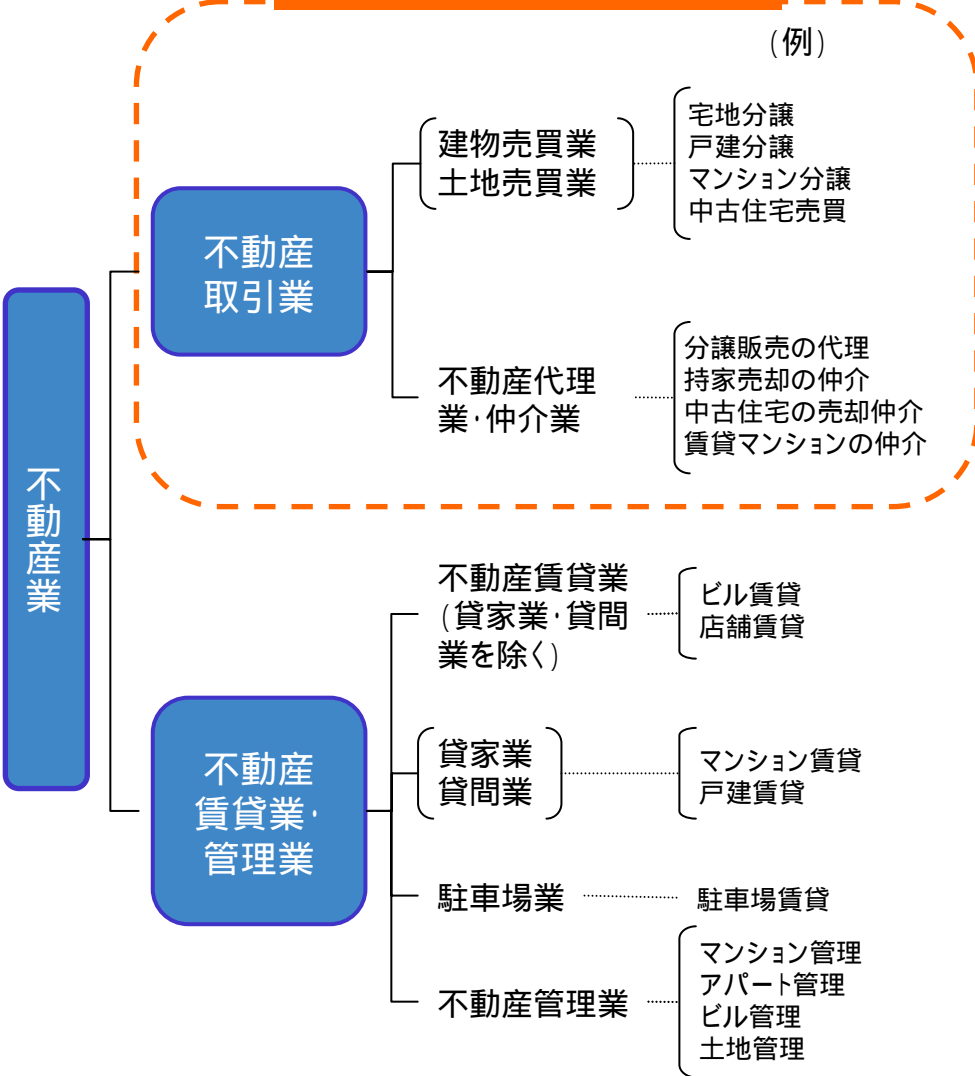 (例)
不動産業
不動産
取引業
建物売買業
土地売買業
宅地分譲
戸建分譲
マンション分譲
中古住宅売買
不動産代理
業・仲介業
分譲販売の代理
持家売却の仲介
中古住宅の売却仲介
賃貸マンションの仲介
不動産
賃貸業・
管理業
不動産賃貸業
(貸家業・貸間
業を除く)
ビル賃貸
店舗賃貸
貸家業
貸間業
マンション賃貸
戸建賃貸
駐車場業
駐車場賃貸
不動産管理業
マンション管理
アパート管理
ビル管理
土地管理